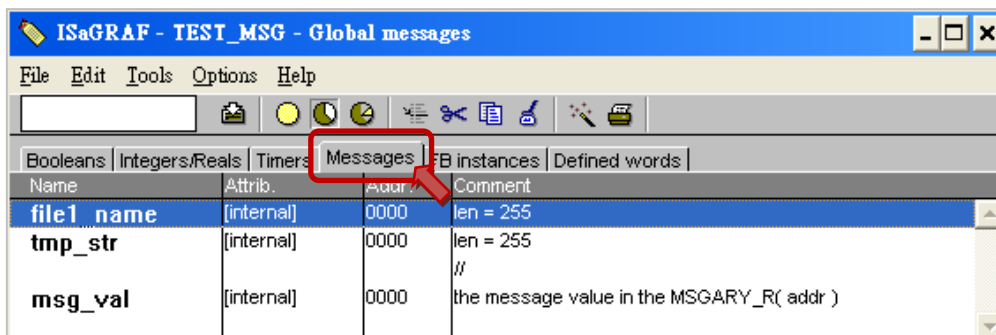 ISaGRAF - TEST_MSG - Global messages
File Edit Tools Options Help
Booleans Integers/Reals Timers Messages FB instances Defined words
Name Attrib. Addr. Comment
file1_name [internal] 0000 len = 255
tmp_str [internal] 0000 len = 255
//
msg_val [internal] 0000 the message value in the MSGARY_R( addr )